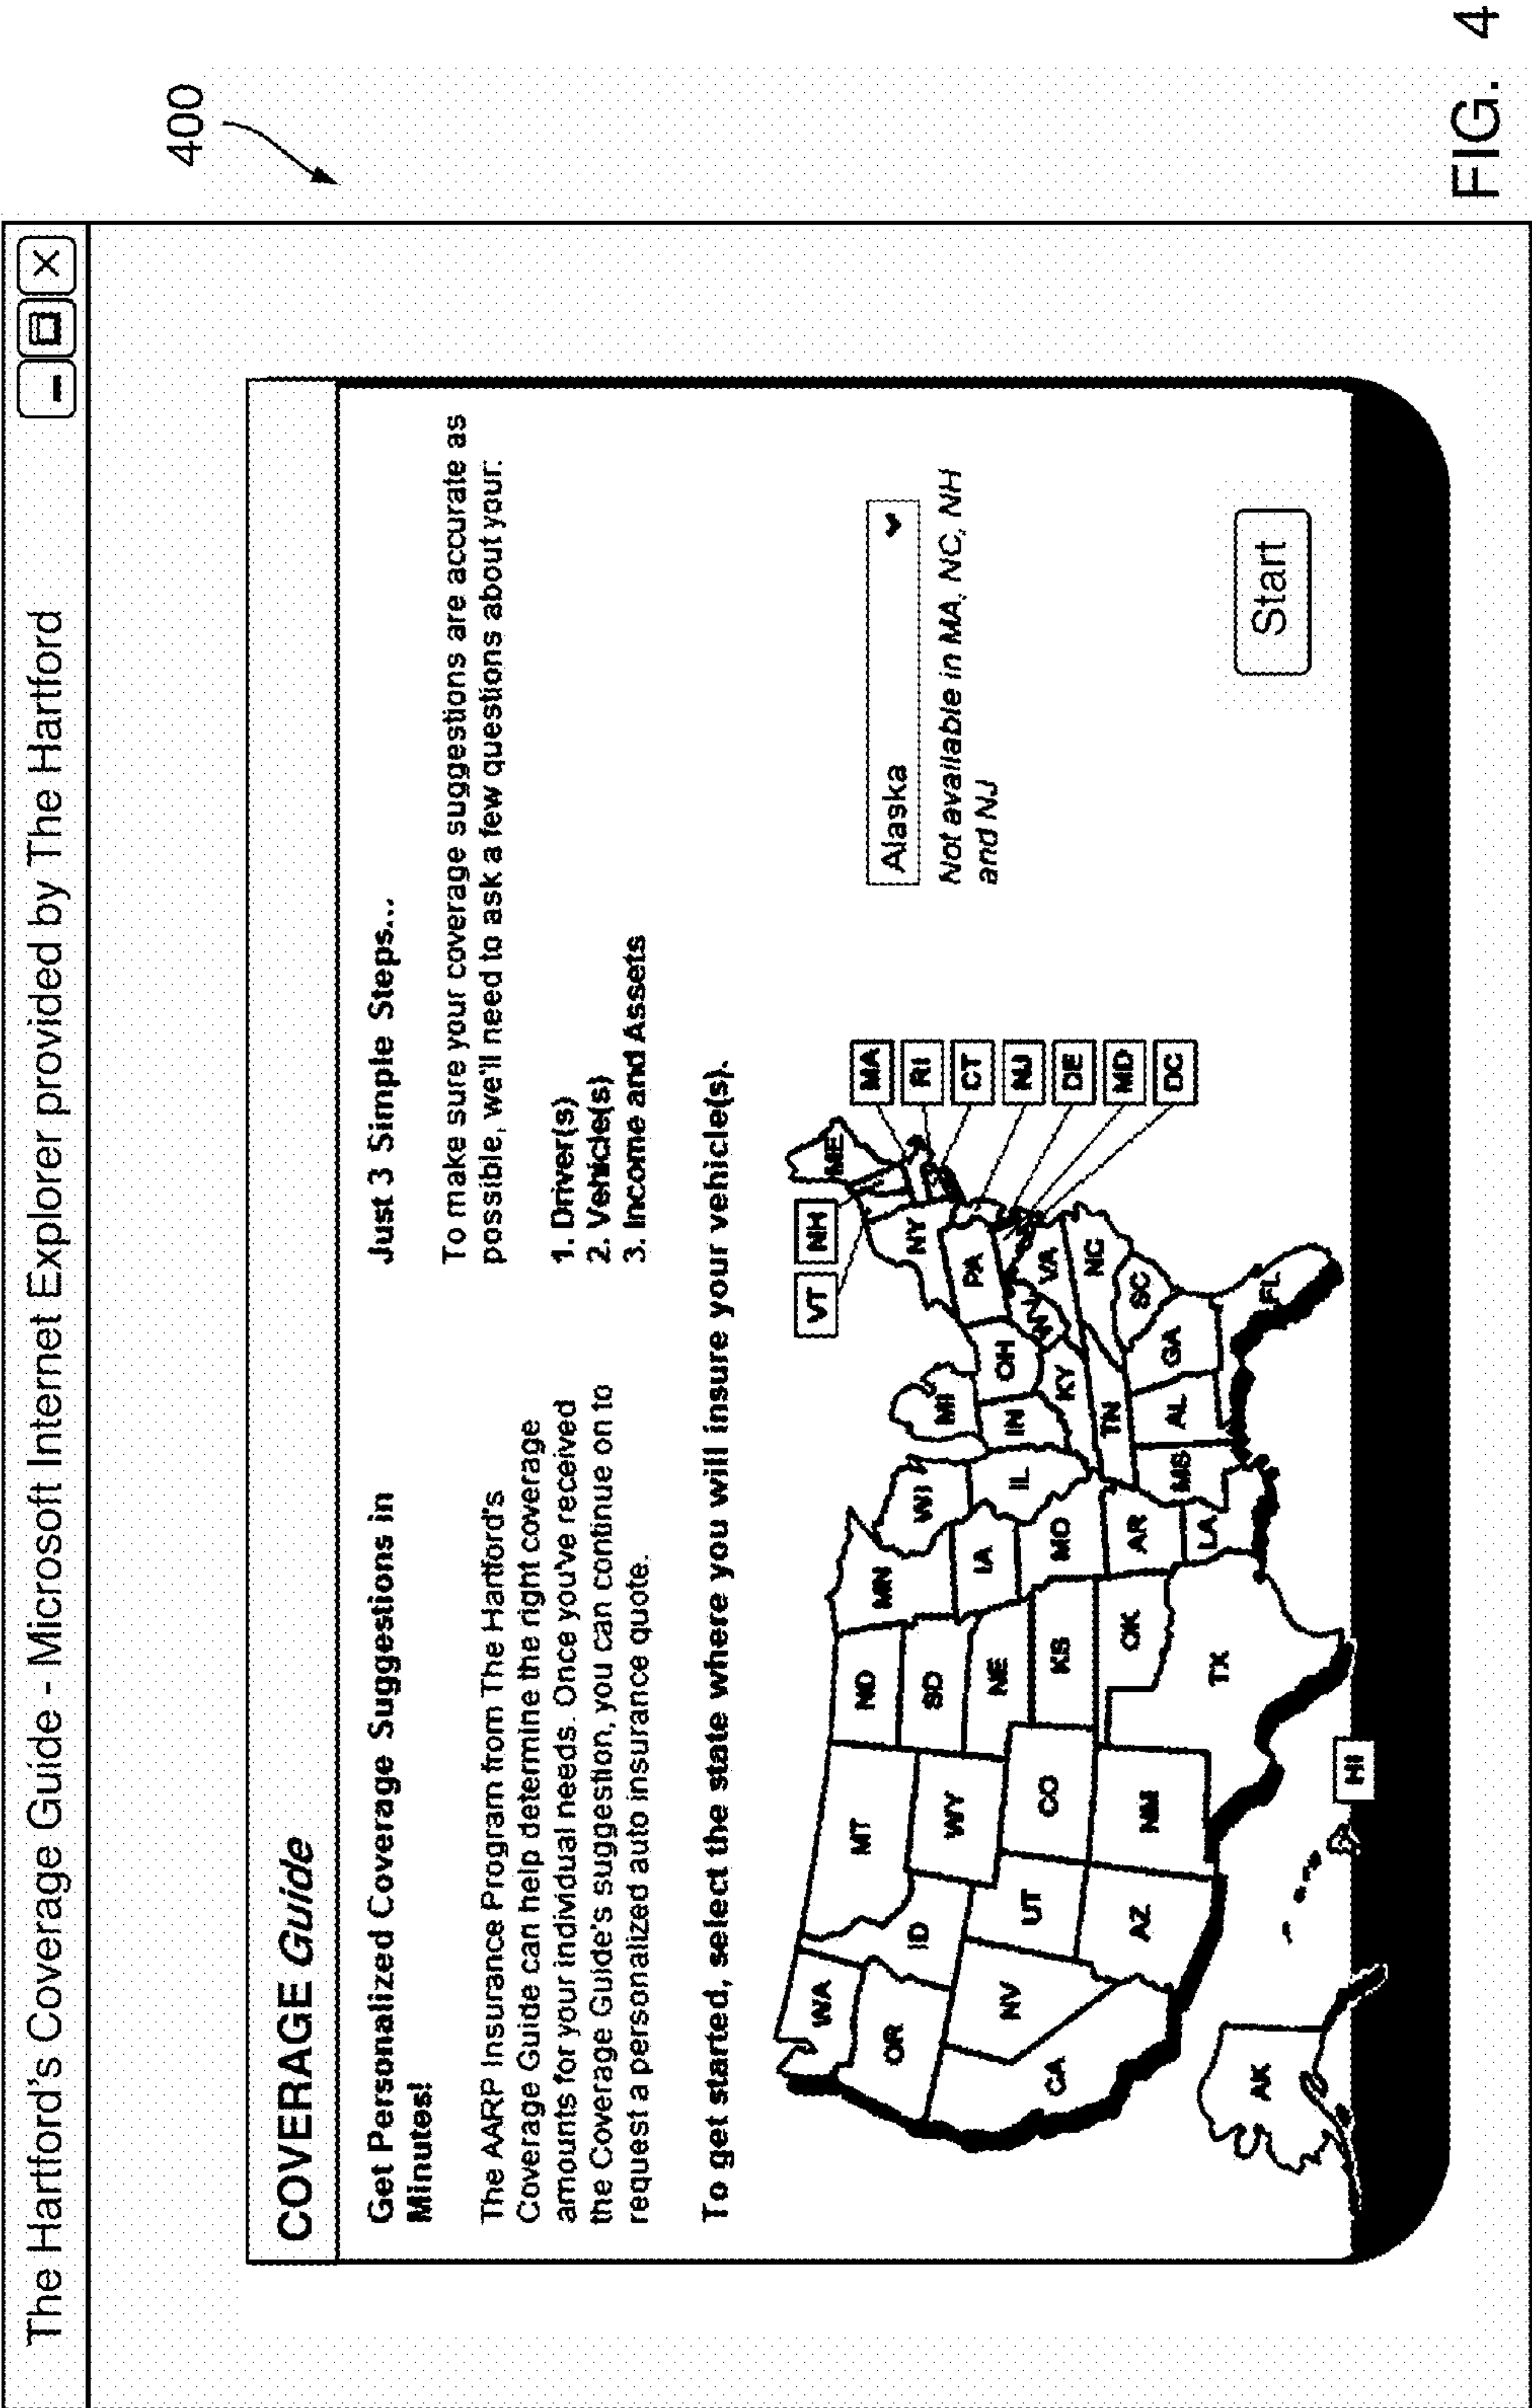 The Hartford's Coverage Guide - Microsoft Internet Explorer provided by The Hartford
400
COVERAGE Guide
Get Personalized Coverage Suggestions in
Minutes!
The AARP Insurance Program from The Hartford's
Coverage Guide can help determine the right coverage
amounts for your individual needs. Once you've received
the Coverage Guide's suggestion, you can continue on to
request a personalized auto insurance quote.
Just 3 Simple Steps...
To make sure your coverage suggestions are accurate as
possible, we'll need to ask a few questions about your:
1. Driver(s)
2. Vehicle(s)
3. Income and Assets
To get started, select the state where you will insure your vehicle(s).
WA
OR
CA
NV
ID
MT
WY
UT
AZ
CO
NM
ND
SD
NE
KS
OK
TX
MN
IA
MO
AR
LA
WI
IL
MS
MI
IN
OH
KY
TN
AL
GA
FL
SC
NC
VA
WV
PA
NY
ME
VT
NH
MA
RI
CT
NJ
DE
MD
DC
AK
HI
Alaska
Not available in MA, NC, NH
and NJ
Start
FIG. 4